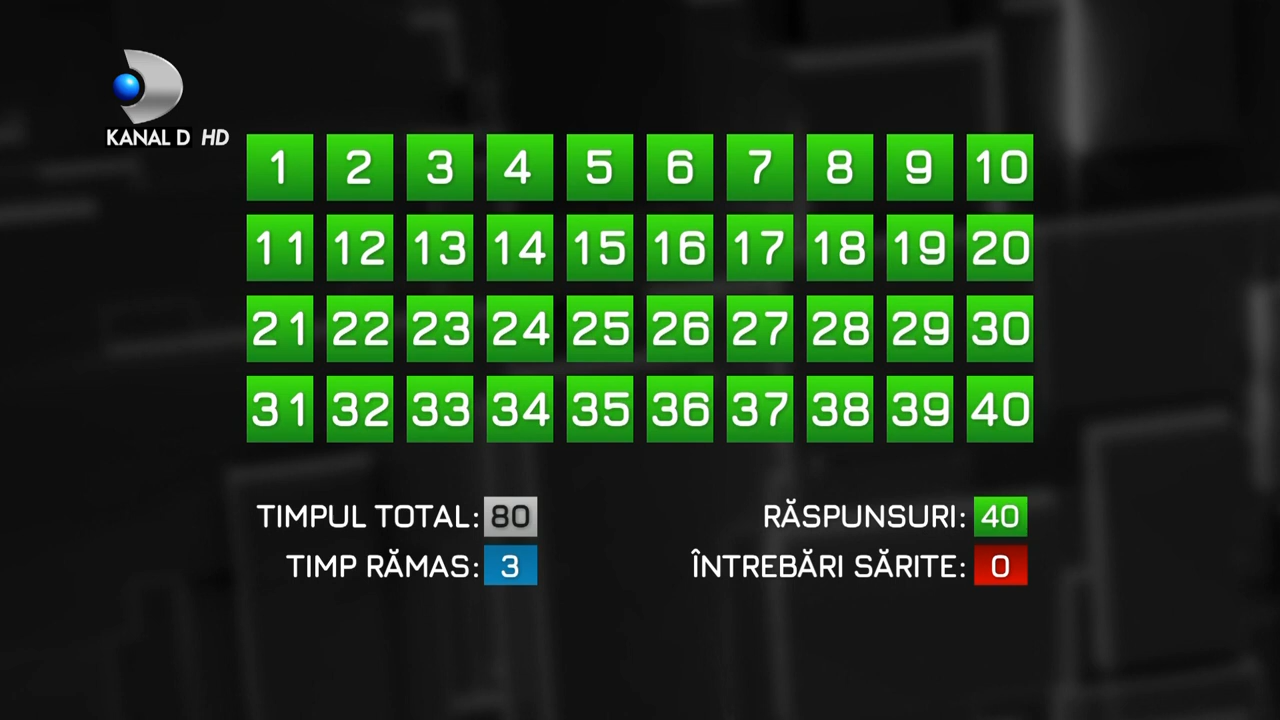 KANAL D HD
1 2 3 4 5 6 7 8 9 10
11 12 13 14 15 16 17 18 19 20
21 22 23 24 25 26 27 28 29 30
31 32 33 34 35 36 37 38 39 40
TIMPUL TOTAL: 80
TIMP RĂMAS: 3
RĂSPUNSURI: 40
ÎNTREBĂRI SĂRITE: 0